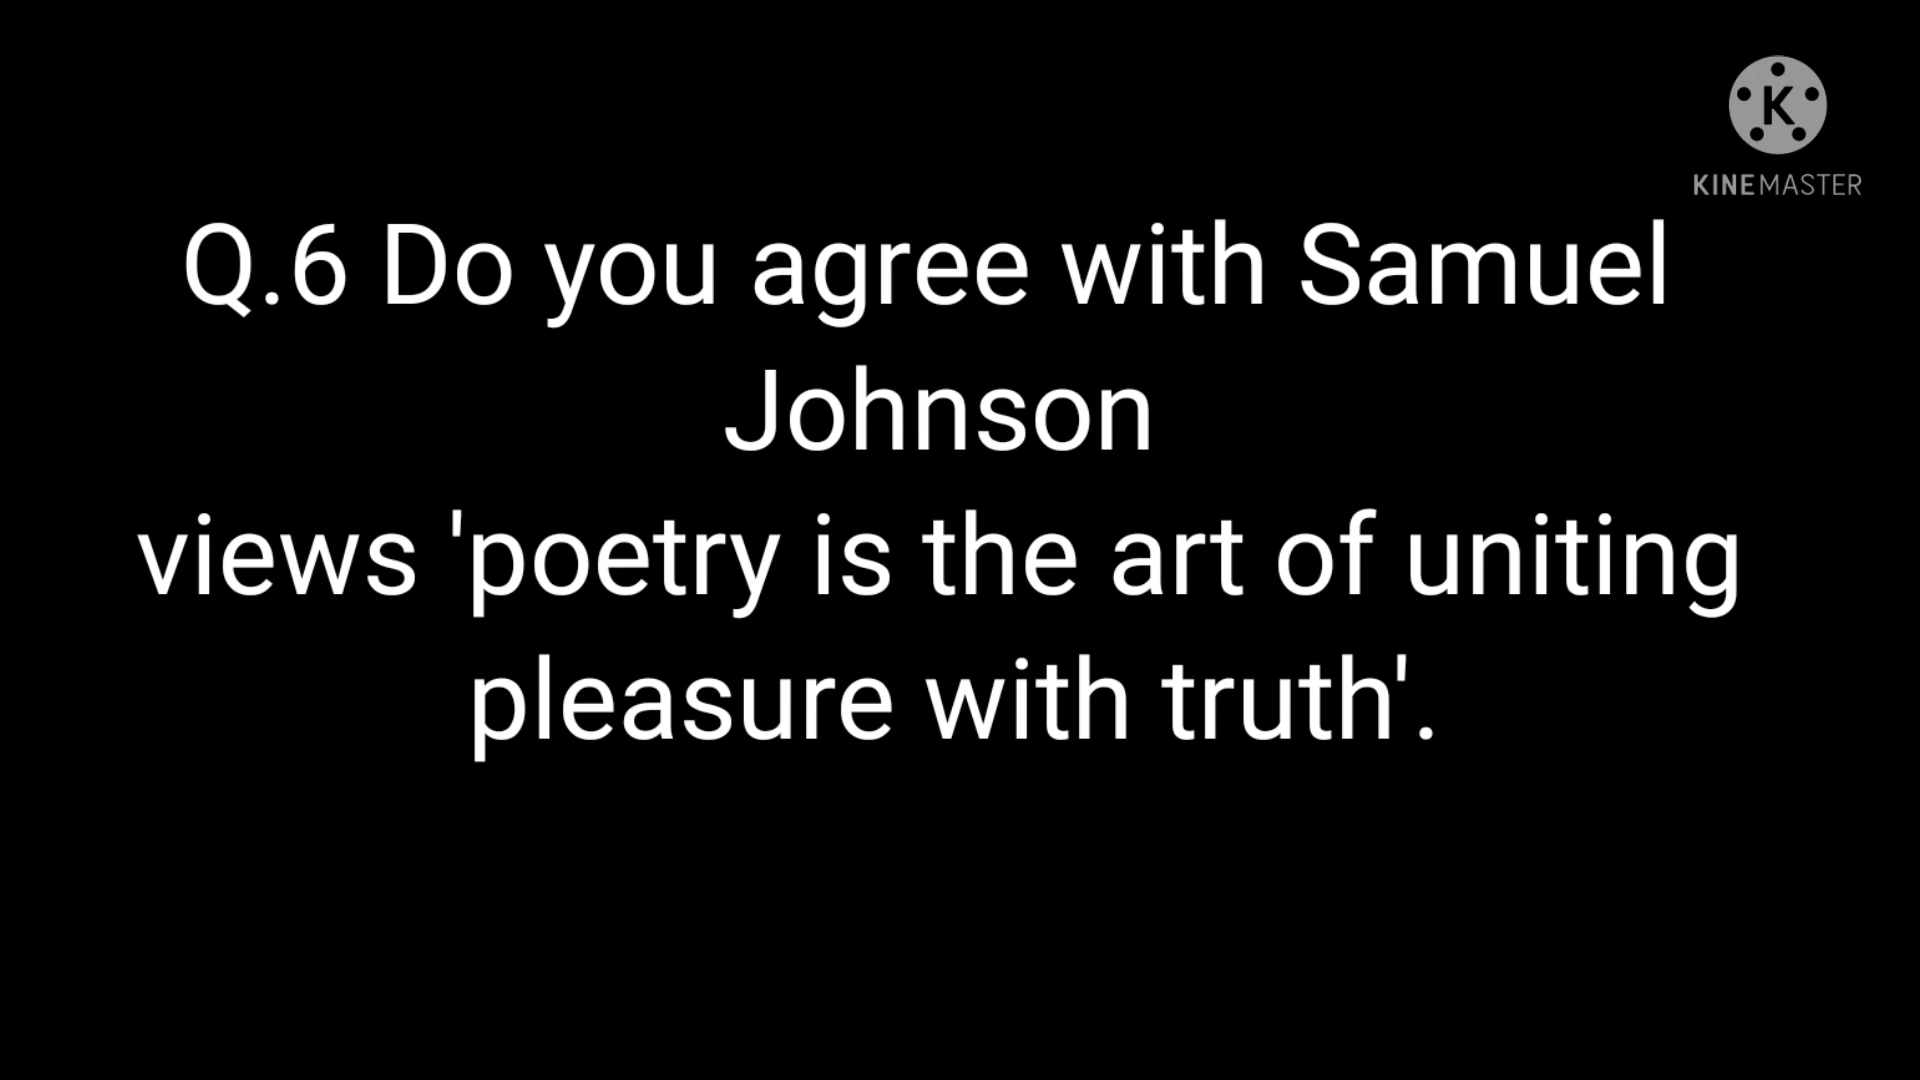 K
KINEMASTER
Q.6 Do you agree with Samuel
Johnson
views 'poetry is the art of uniting
pleasure with truth'.